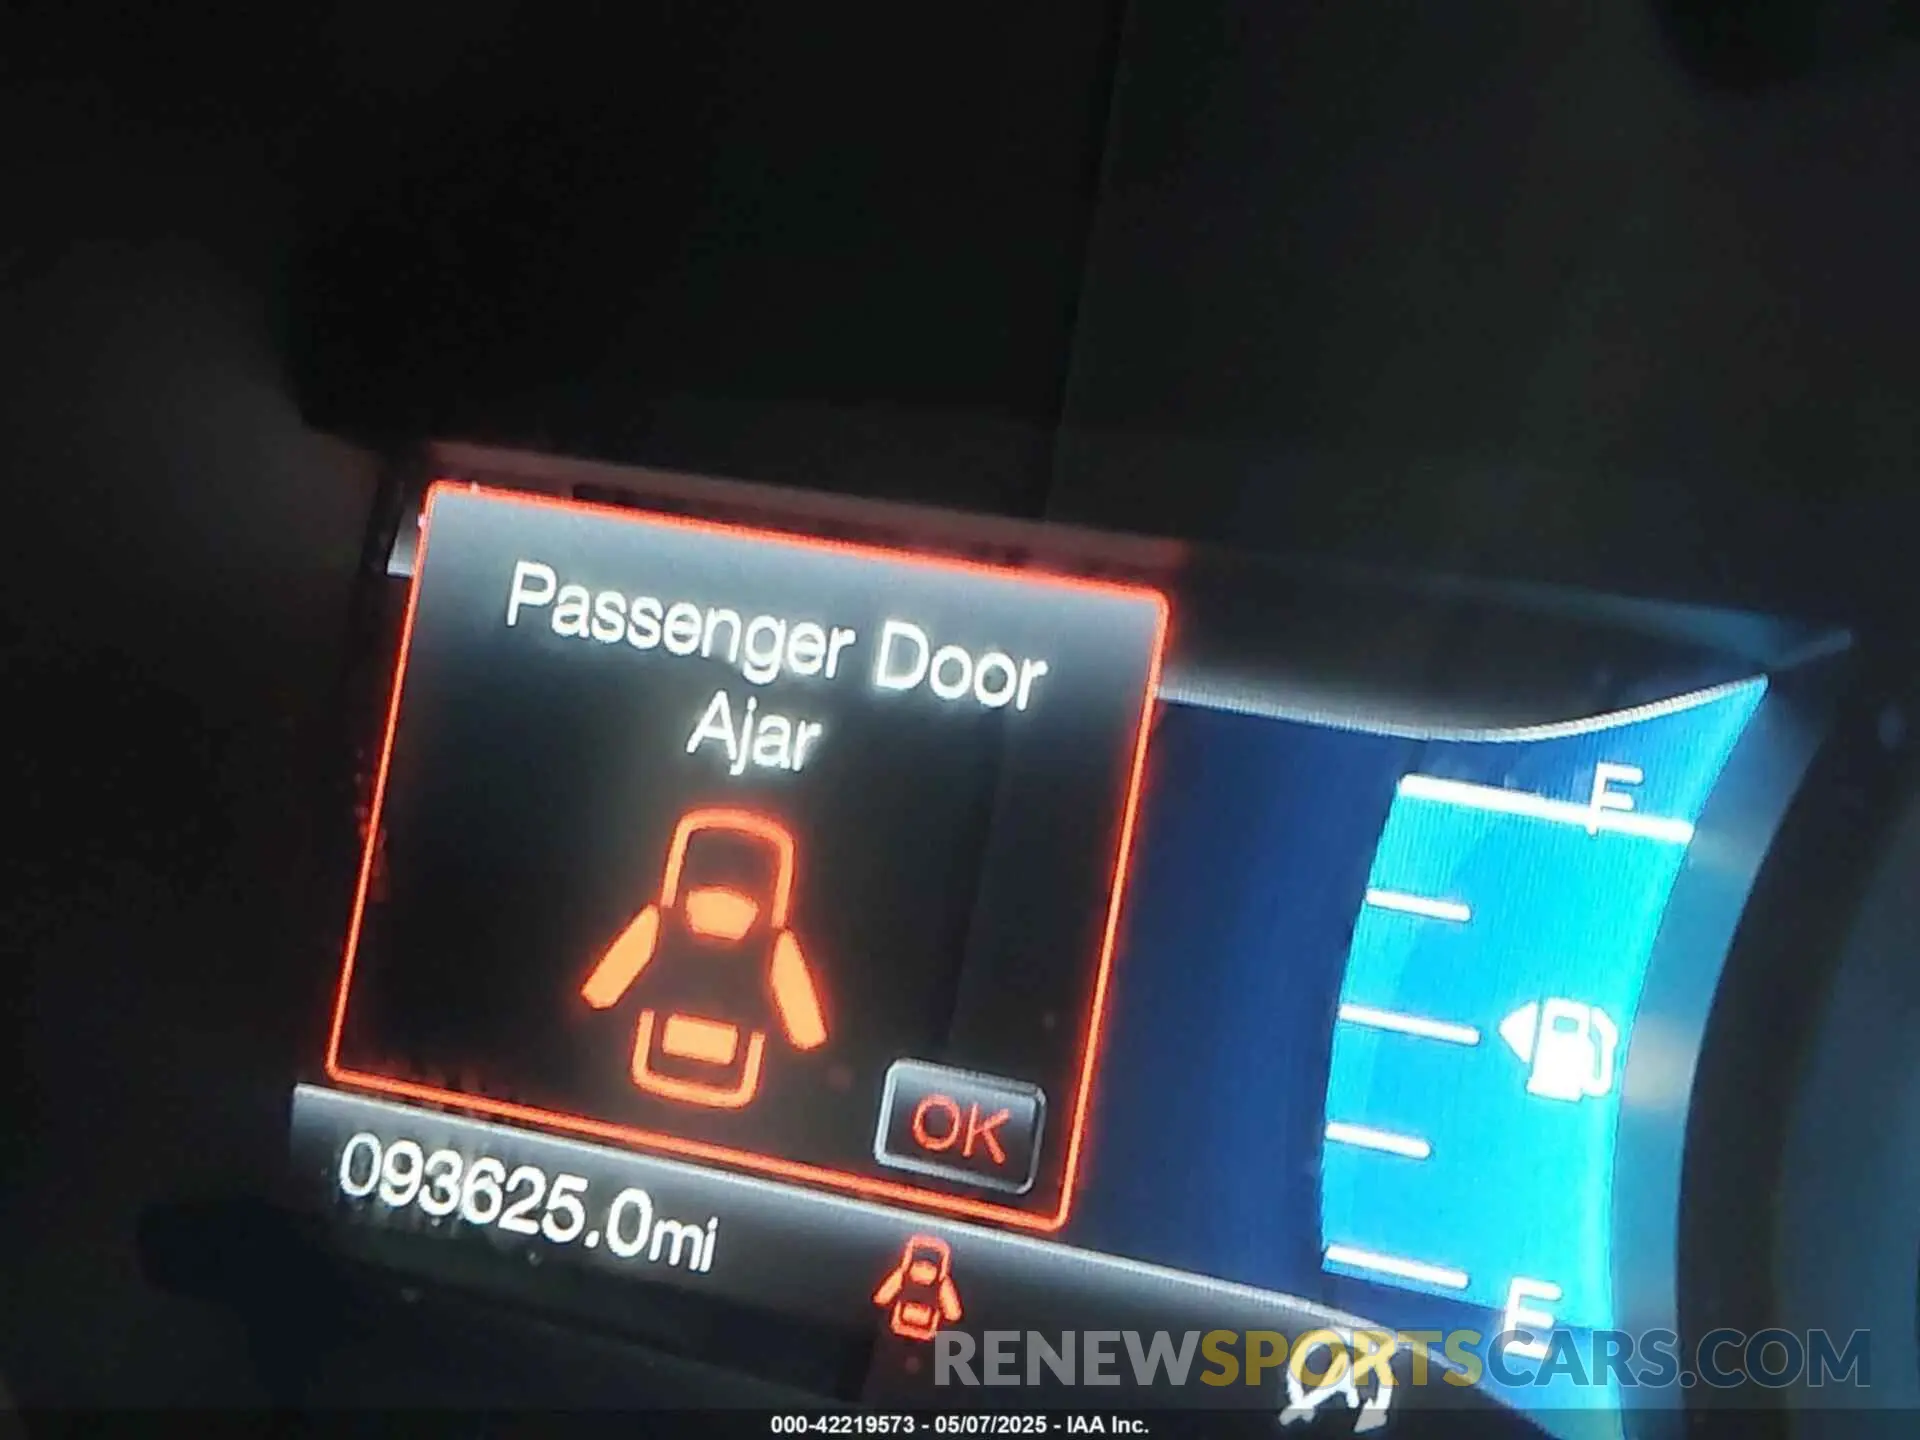 Passenger Door
Ajar
OK
F
E
093625.0mi
A
RENEWSPORTSCARS.COM
000-42219573 - 05/07/2025 - IAA Inc.